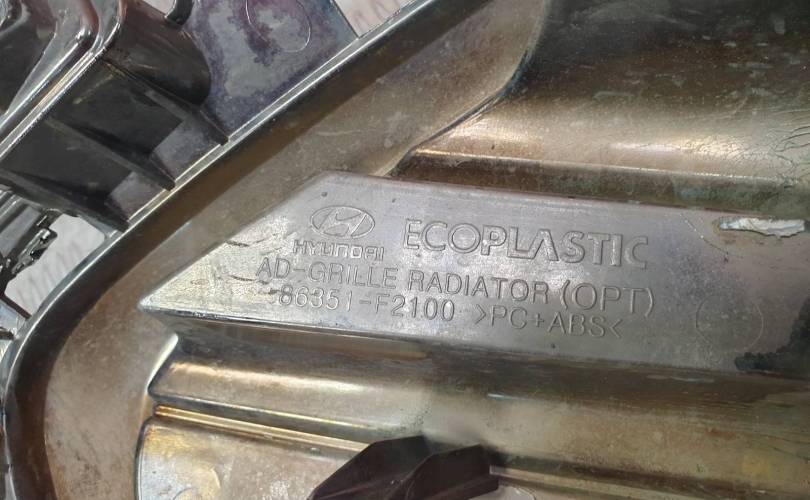 HYUNDAI ECOPLASTIC
AD-GRILLE RADIATOR (OPT)
86351-F2100 >PC+ABS<